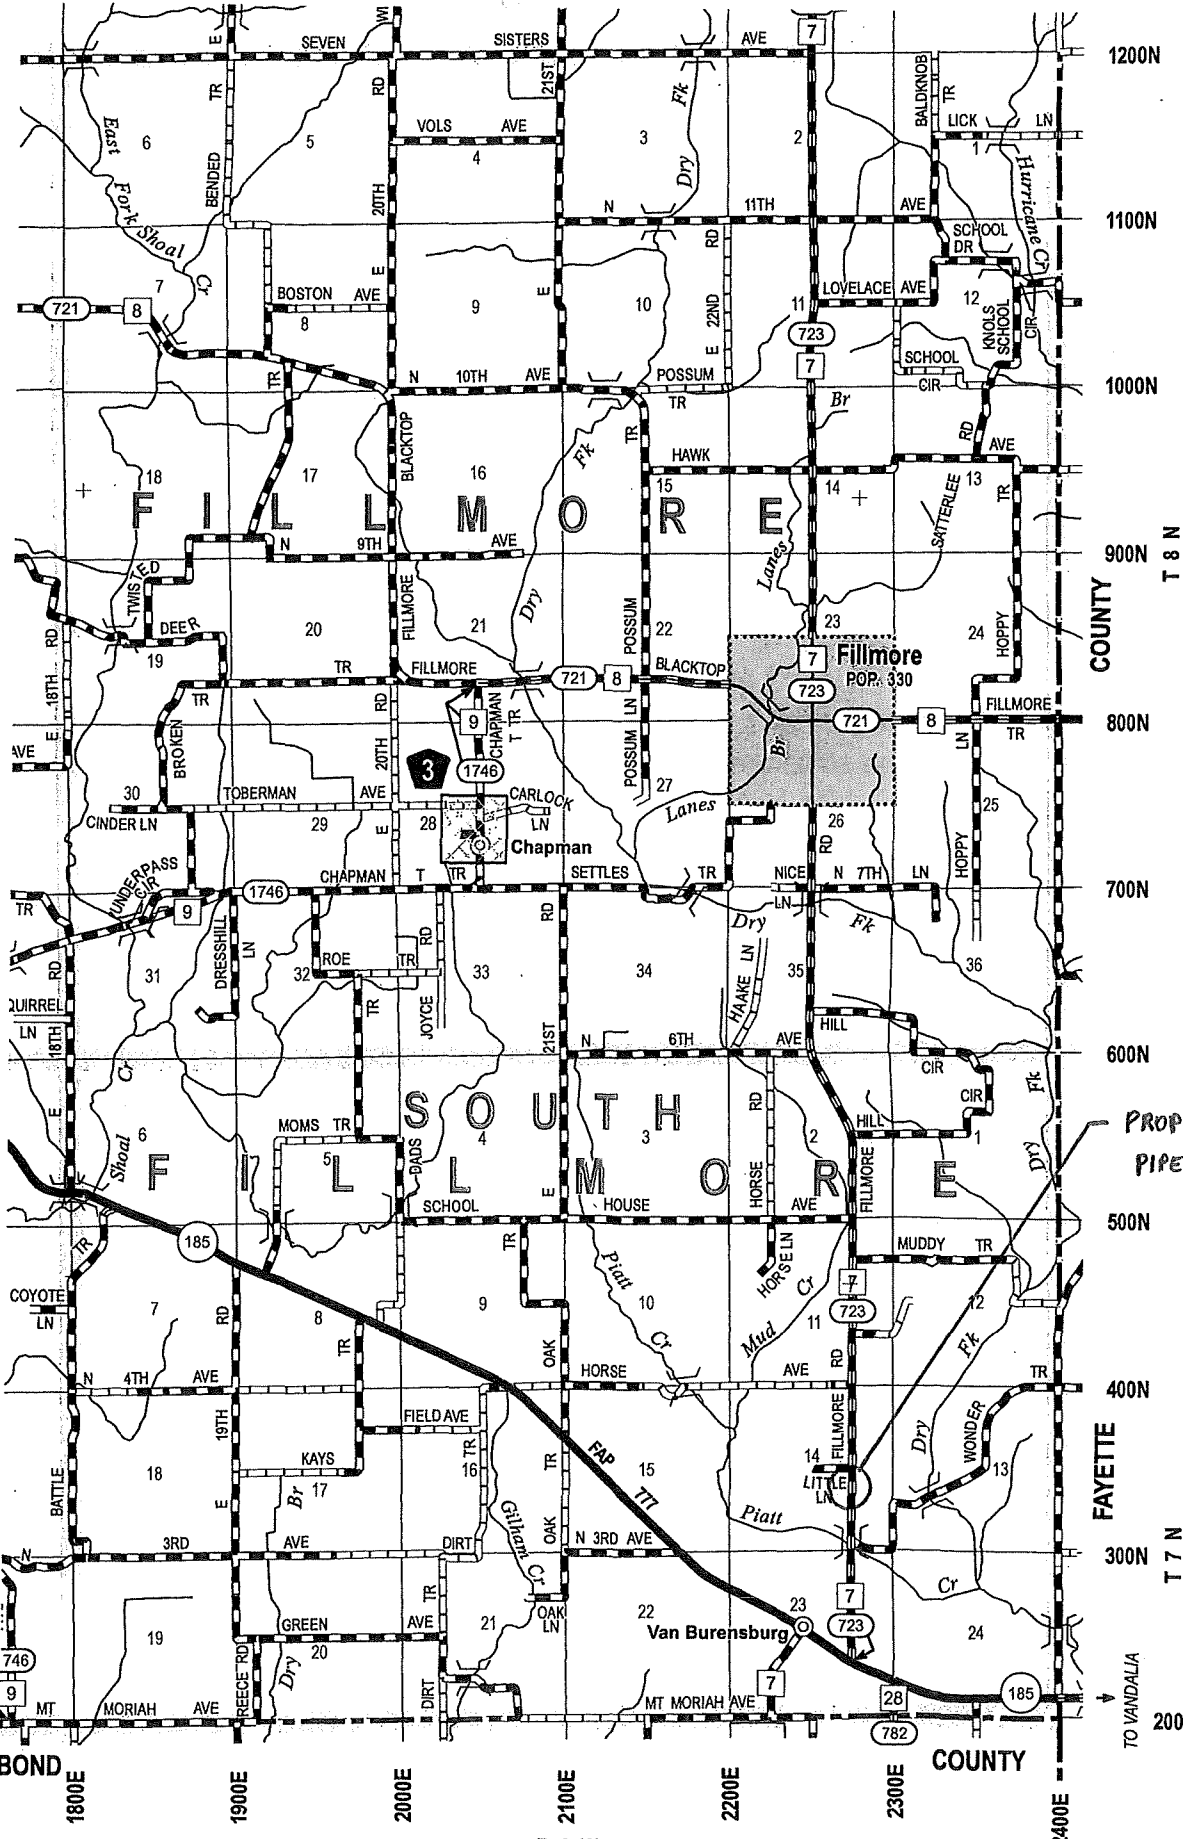 7
1200N
SEVEN SISTERS AVE
E
WI
TR
RD
21ST
Fk
BALDKNOB
TR
East
6
5
VOLS AVE
4
3
2
LICK LN
1
BENDED
20TH
Dry
Hurricane Cr
Fork Shoal
N 11TH AVE
1100N
RD
SCHOOL
DR
Cr
7
E
721
8
BOSTON AVE
8
9
E
10
22ND
11
LOVELACE AVE
12
KNOLS
SCHOOL
CIR
723
7
E
SCHOOL
CIR
TR
N 10TH AVE
POSSUM
TR
1000N
BLACKTOP
Br
Fk
TR
HAWK
RD
AVE
18
17
16
15
14
13
TR
FILLMORE
SATTERLEE
N 9TH AVE
Lanes
900N
T 8 N
TWISTED
FILLMORE
Dry
POSSUM
COUNTY
RD
DEER
20
21
22
23
24
HOPPY
19
Fillmore
POP. 330
7
723
18TH
TR
TR
FILLMORE
721
8
BLACKTOP
721
8
FILLMORE
TR
800N
E
BROKEN
RD
9
CHAPMAN
T TR
LN
Br
LN
AVE
20TH
3
1746
POSSUM
27
30
TOBERMAN AVE
CARLOCK
LN
Lanes
25
CINDER LN
29
E
28
Chapman
26
RD
HOPPY
UNDERPASS
CIR
1746
CHAPMAN T TR
SETTLES TR
NICE
LN
N 7TH LN
700N
TR
9
RD
Dry Fk
DRESSHILL
LN
RD
ROE TR
31
32
33
34
35
36
RD
TR
JOYCE
HAAKE LN
QUIRREL
LN
18TH
21ST
HILL
N 6TH AVE
600N
Cr
CIR
Fk
SOUTH
RD
CIR
E
6
Shoal
MOMS TR
5
DADS
4
3
2
HILL
1
Dry
PROP
PIPE
FILLMORE
E
HORSE
FILLMORE
SCHOOL HOUSE AVE
500N
185
TR
TR
HORSE LN
MUDDY TR
COYOTE
LN
7
8
9
Piatt
Cr
10
Mud
Cr
11
7
723
12
RD
TR
OAK
Fk
RD
N 4TH AVE
HORSE AVE
TR
400N
19TH
FIELD AVE
FAP
777
FILLMORE
Dry
WONDER
BATTLE
18
KAYS
17
TR
16
TR
15
14
LITTLE
LN
13
FAYETTE
E
Br
Gilham Cr
OAK
Piatt
N
3RD AVE
DIRT
N 3RD AVE
300N
T 7 N
Cr
TR
OAK
LN
7
19
GREEN AVE
20
21
22
23
Van Burensburg
723
24
746
9
REECE RD
Dry
DIRT
7
28
185
TO VANDALIA
MT MORIAH AVE
MT MORIAH AVE
782
200
BOND
COUNTY
1800E
1900E
2000E
2100E
2200E
2300E
2400E